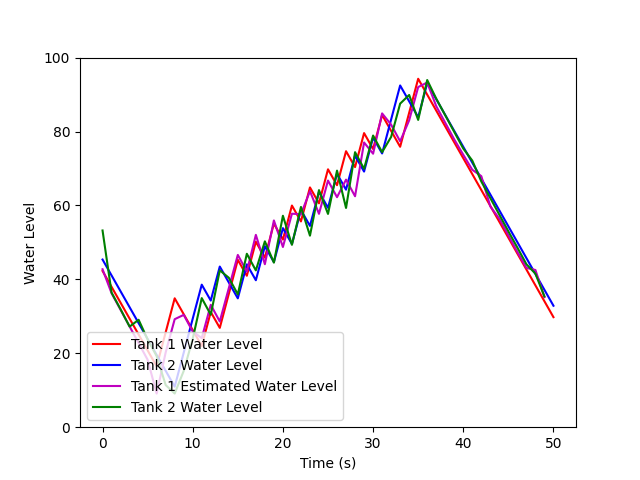 100
80
60
40
20
0
Water Level
Tank 1 Water Level
Tank 2 Water Level
Tank 1 Estimated Water Level
Tank 2 Water Level
0 10 20 30 40 50
Time (s)